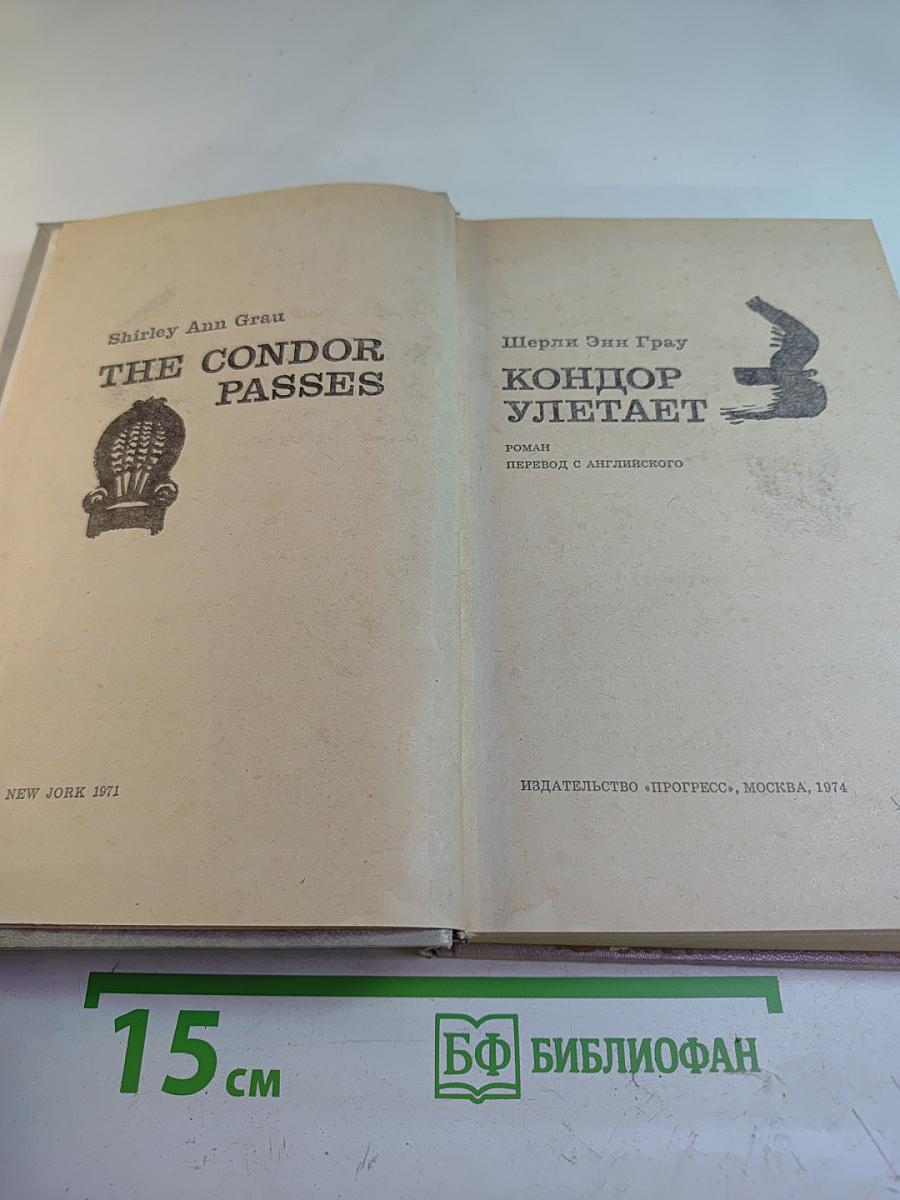 Shirley Ann Grau
THE CONDOR
PASSES
NEW JORK 1971
Шерли Энн Грау
КОНДОР
УЛЕТАЕТ
РОМАН
ПЕРЕВОД С АНГЛИЙСКОГО
ИЗДАТЕЛЬСТВО «ПРОГРЕСС», МОСКВА, 1974
15 см
БФ БИБЛИОФАН